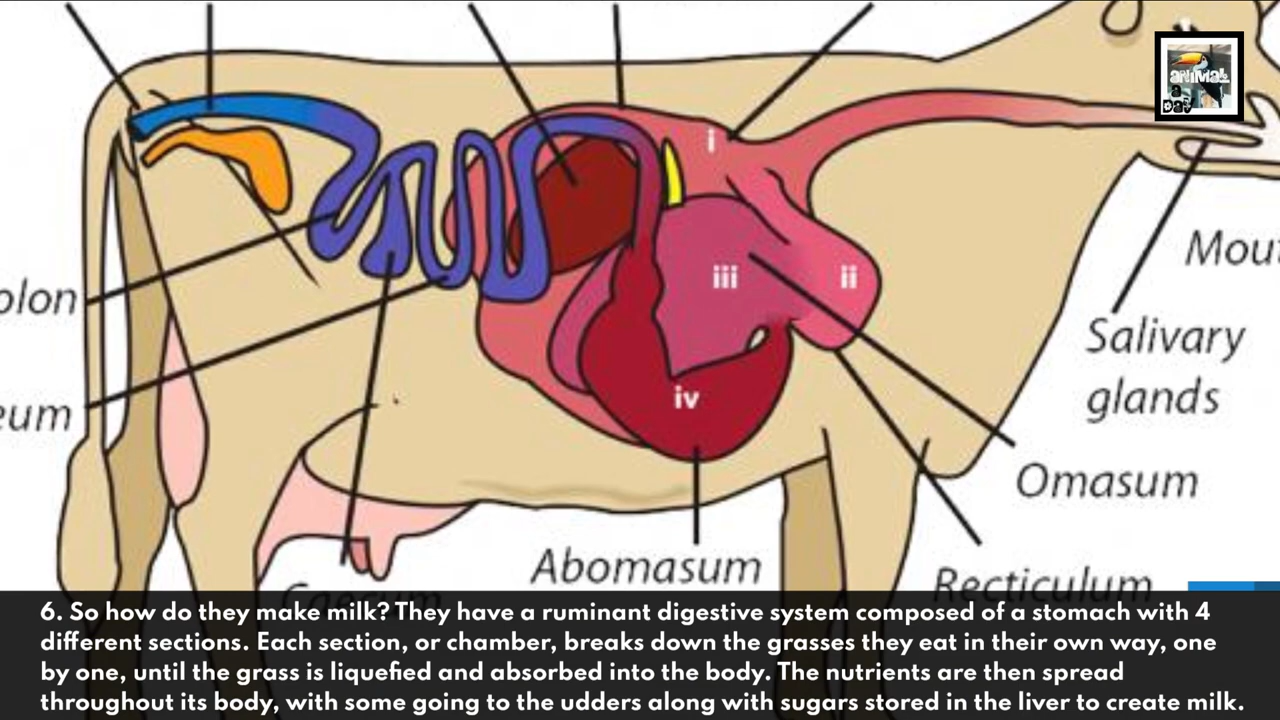 ANIMAL
a
DAY
i
ii
iii
iv
olon
eum
Mou
Salivary
glands
Omasum
Abomasum
Recticulum
Caecum
6. So how do they make milk? They have a ruminant digestive system composed of a stomach with 4
different sections. Each section, or chamber, breaks down the grasses they eat in their own way, one
by one, until the grass is liquefied and absorbed into the body. The nutrients are then spread
throughout its body, with some going to the udders along with sugars stored in the liver to create milk.